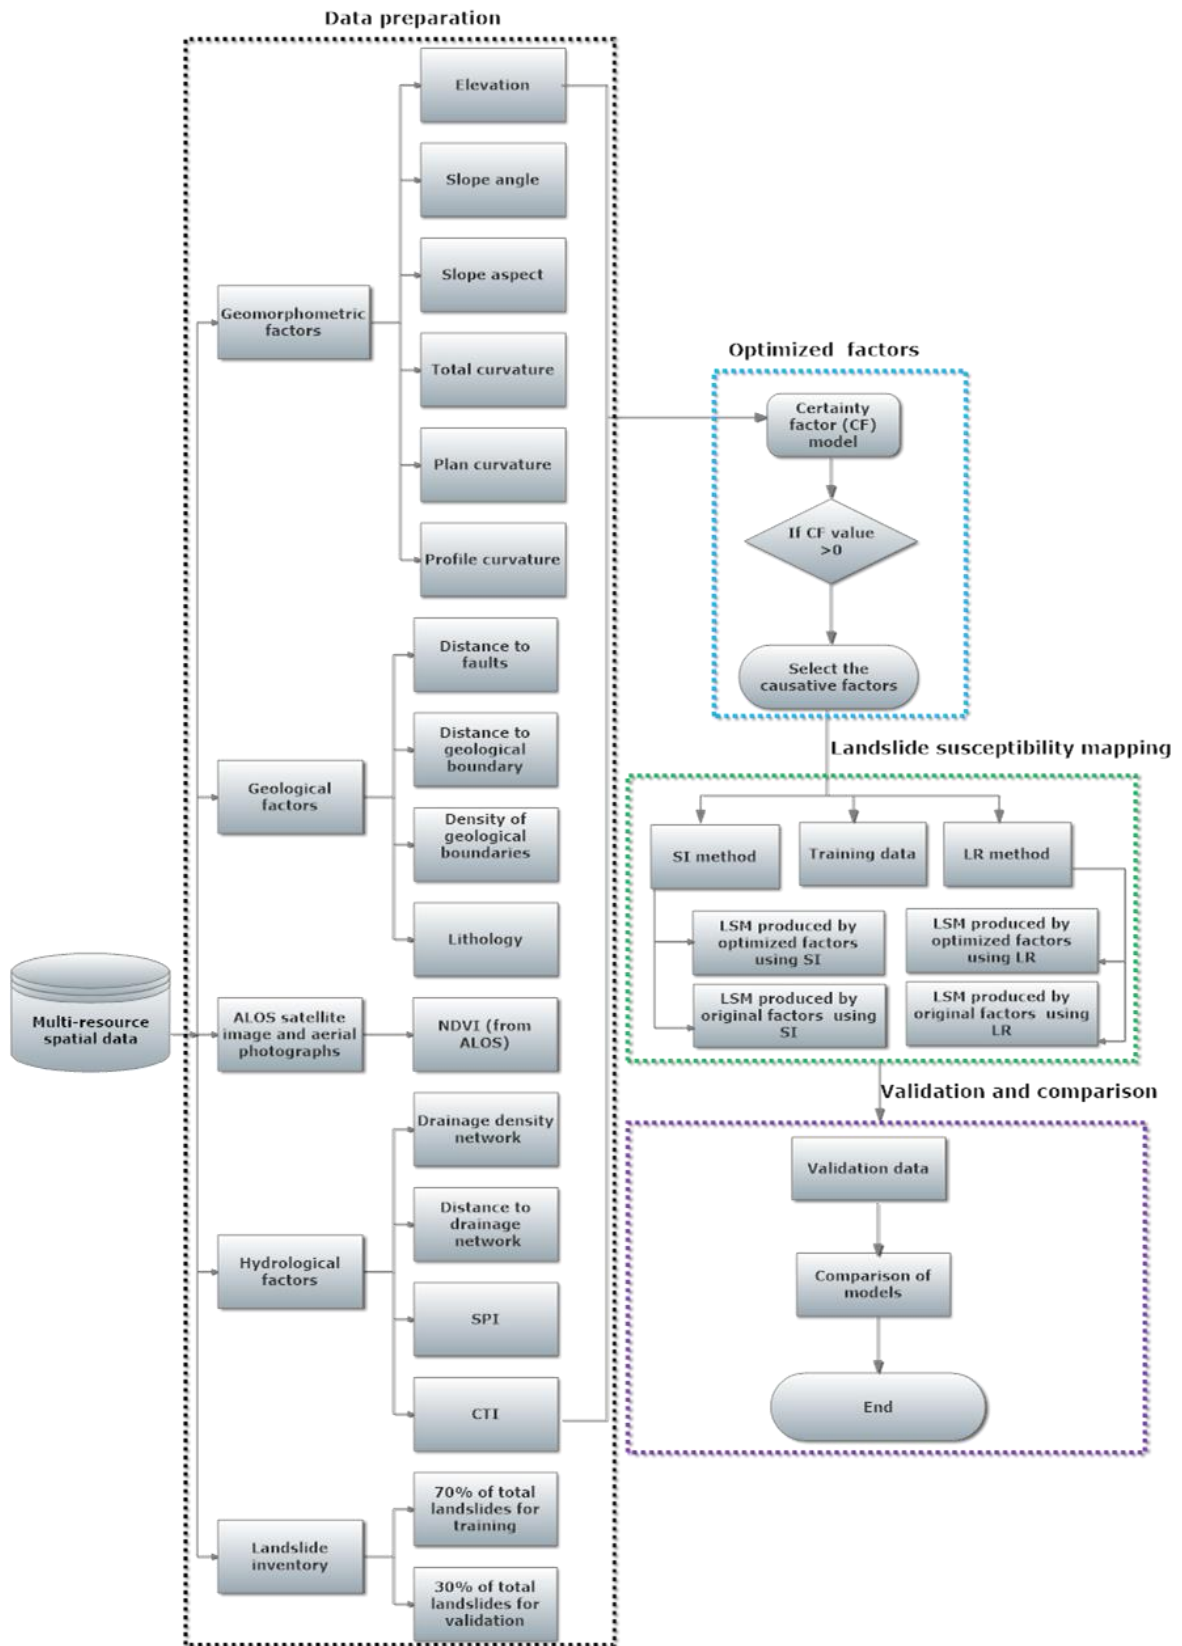 Data preparation
Elevation
Slope angle
Slope aspect
Geomorphometric
factors
Total curvature
Plan curvature
Profile curvature
Distance to
faults
Distance to
geological
boundary
Geological
factors
Density of
geological
boundaries
Lithology
Multi-resource
spatial data
ALOS satellite
image and aerial
photographs
NDVI (from
ALOS)
Drainage density
network
Distance to
drainage
network
Hydrological
factors
SPI
CTI
70% of total
landslides for
training
Landslide
inventory
30% of total
landslides for
validation
Optimized factors
Certainty
factor (CF)
model
If CF value
>0
Select the
causative factors
Landslide susceptibility mapping
SI method
Training data
LR method
LSM produced by
optimized factors
using SI
LSM produced by
optimized factors
using LR
LSM produced by
original factors using
SI
LSM produced by
original factors using
LR
Validation and comparison
Validation data
Comparison of
models
End